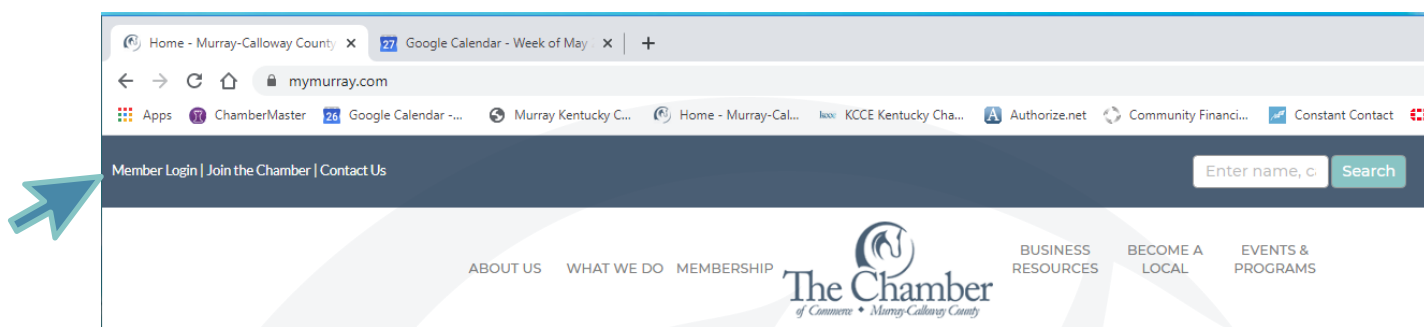 Home - Murray-Calloway County
27 Google Calendar - Week of May
mymurray.com
Apps ChamberMaster 26 Google Calendar -... Murray Kentucky C... Home - Murray-Cal... kcce KCCE Kentucky Cha... A Authorize.net Community Financi... Constant Contact
Member Login | Join the Chamber | Contact Us
Enter name, c Search
ABOUT US WHAT WE DO MEMBERSHIP
The Chamber
of Commerce • Murray-Calloway County
BUSINESS RESOURCES
BECOME A LOCAL
EVENTS & PROGRAMS